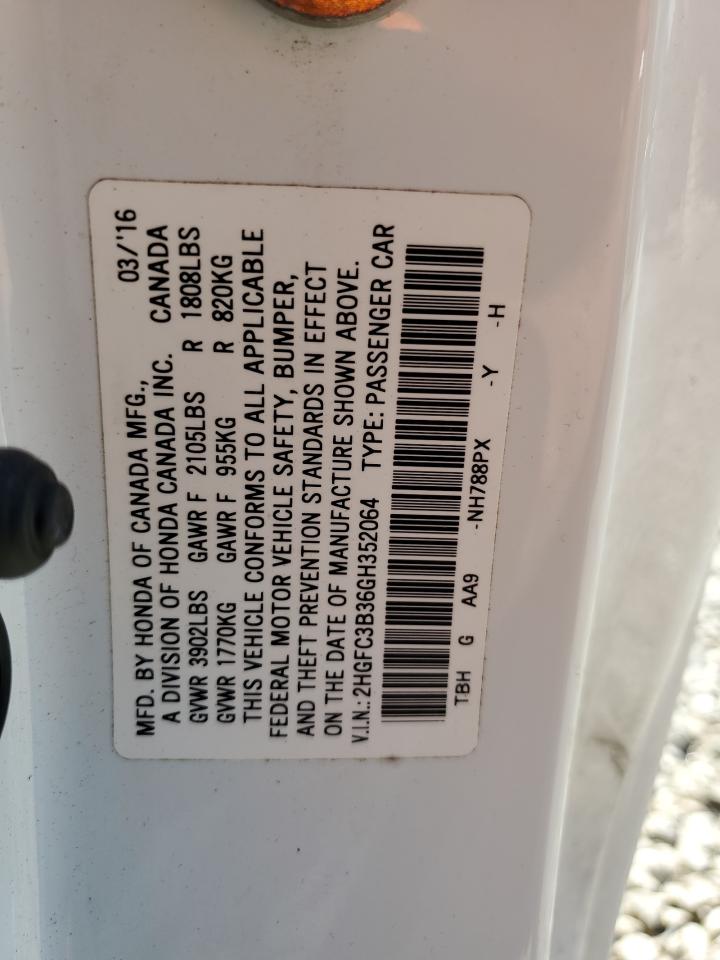 MFD. BY HONDA OF CANADA MFG., 03/'16
A DIVISION OF HONDA CANADA INC. CANADA
GVWR 3902LBS GAWR F 2105LBS R 1808LBS
GVWR 1770KG GAWR F 955KG R 820KG
THIS VEHICLE CONFORMS TO ALL APPLICABLE
FEDERAL MOTOR VEHICLE SAFETY, BUMPER,
AND THEFT PREVENTION STANDARDS IN EFFECT
ON THE DATE OF MANUFACTURE SHOWN ABOVE.
V.I.N.: 2HGFC3B36GH352064 TYPE: PASSENGER CAR
TBH G AA9 -NH788PX -Y -H